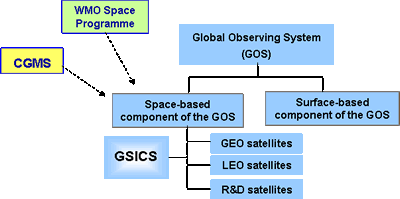 WMO Space
Programme
Global Observing System
(GOS)
CGMS
Space-based
component of the GOS
Surface-based
component of the GOS
GSICS
GEO satellites
LEO satellites
R&D satellites